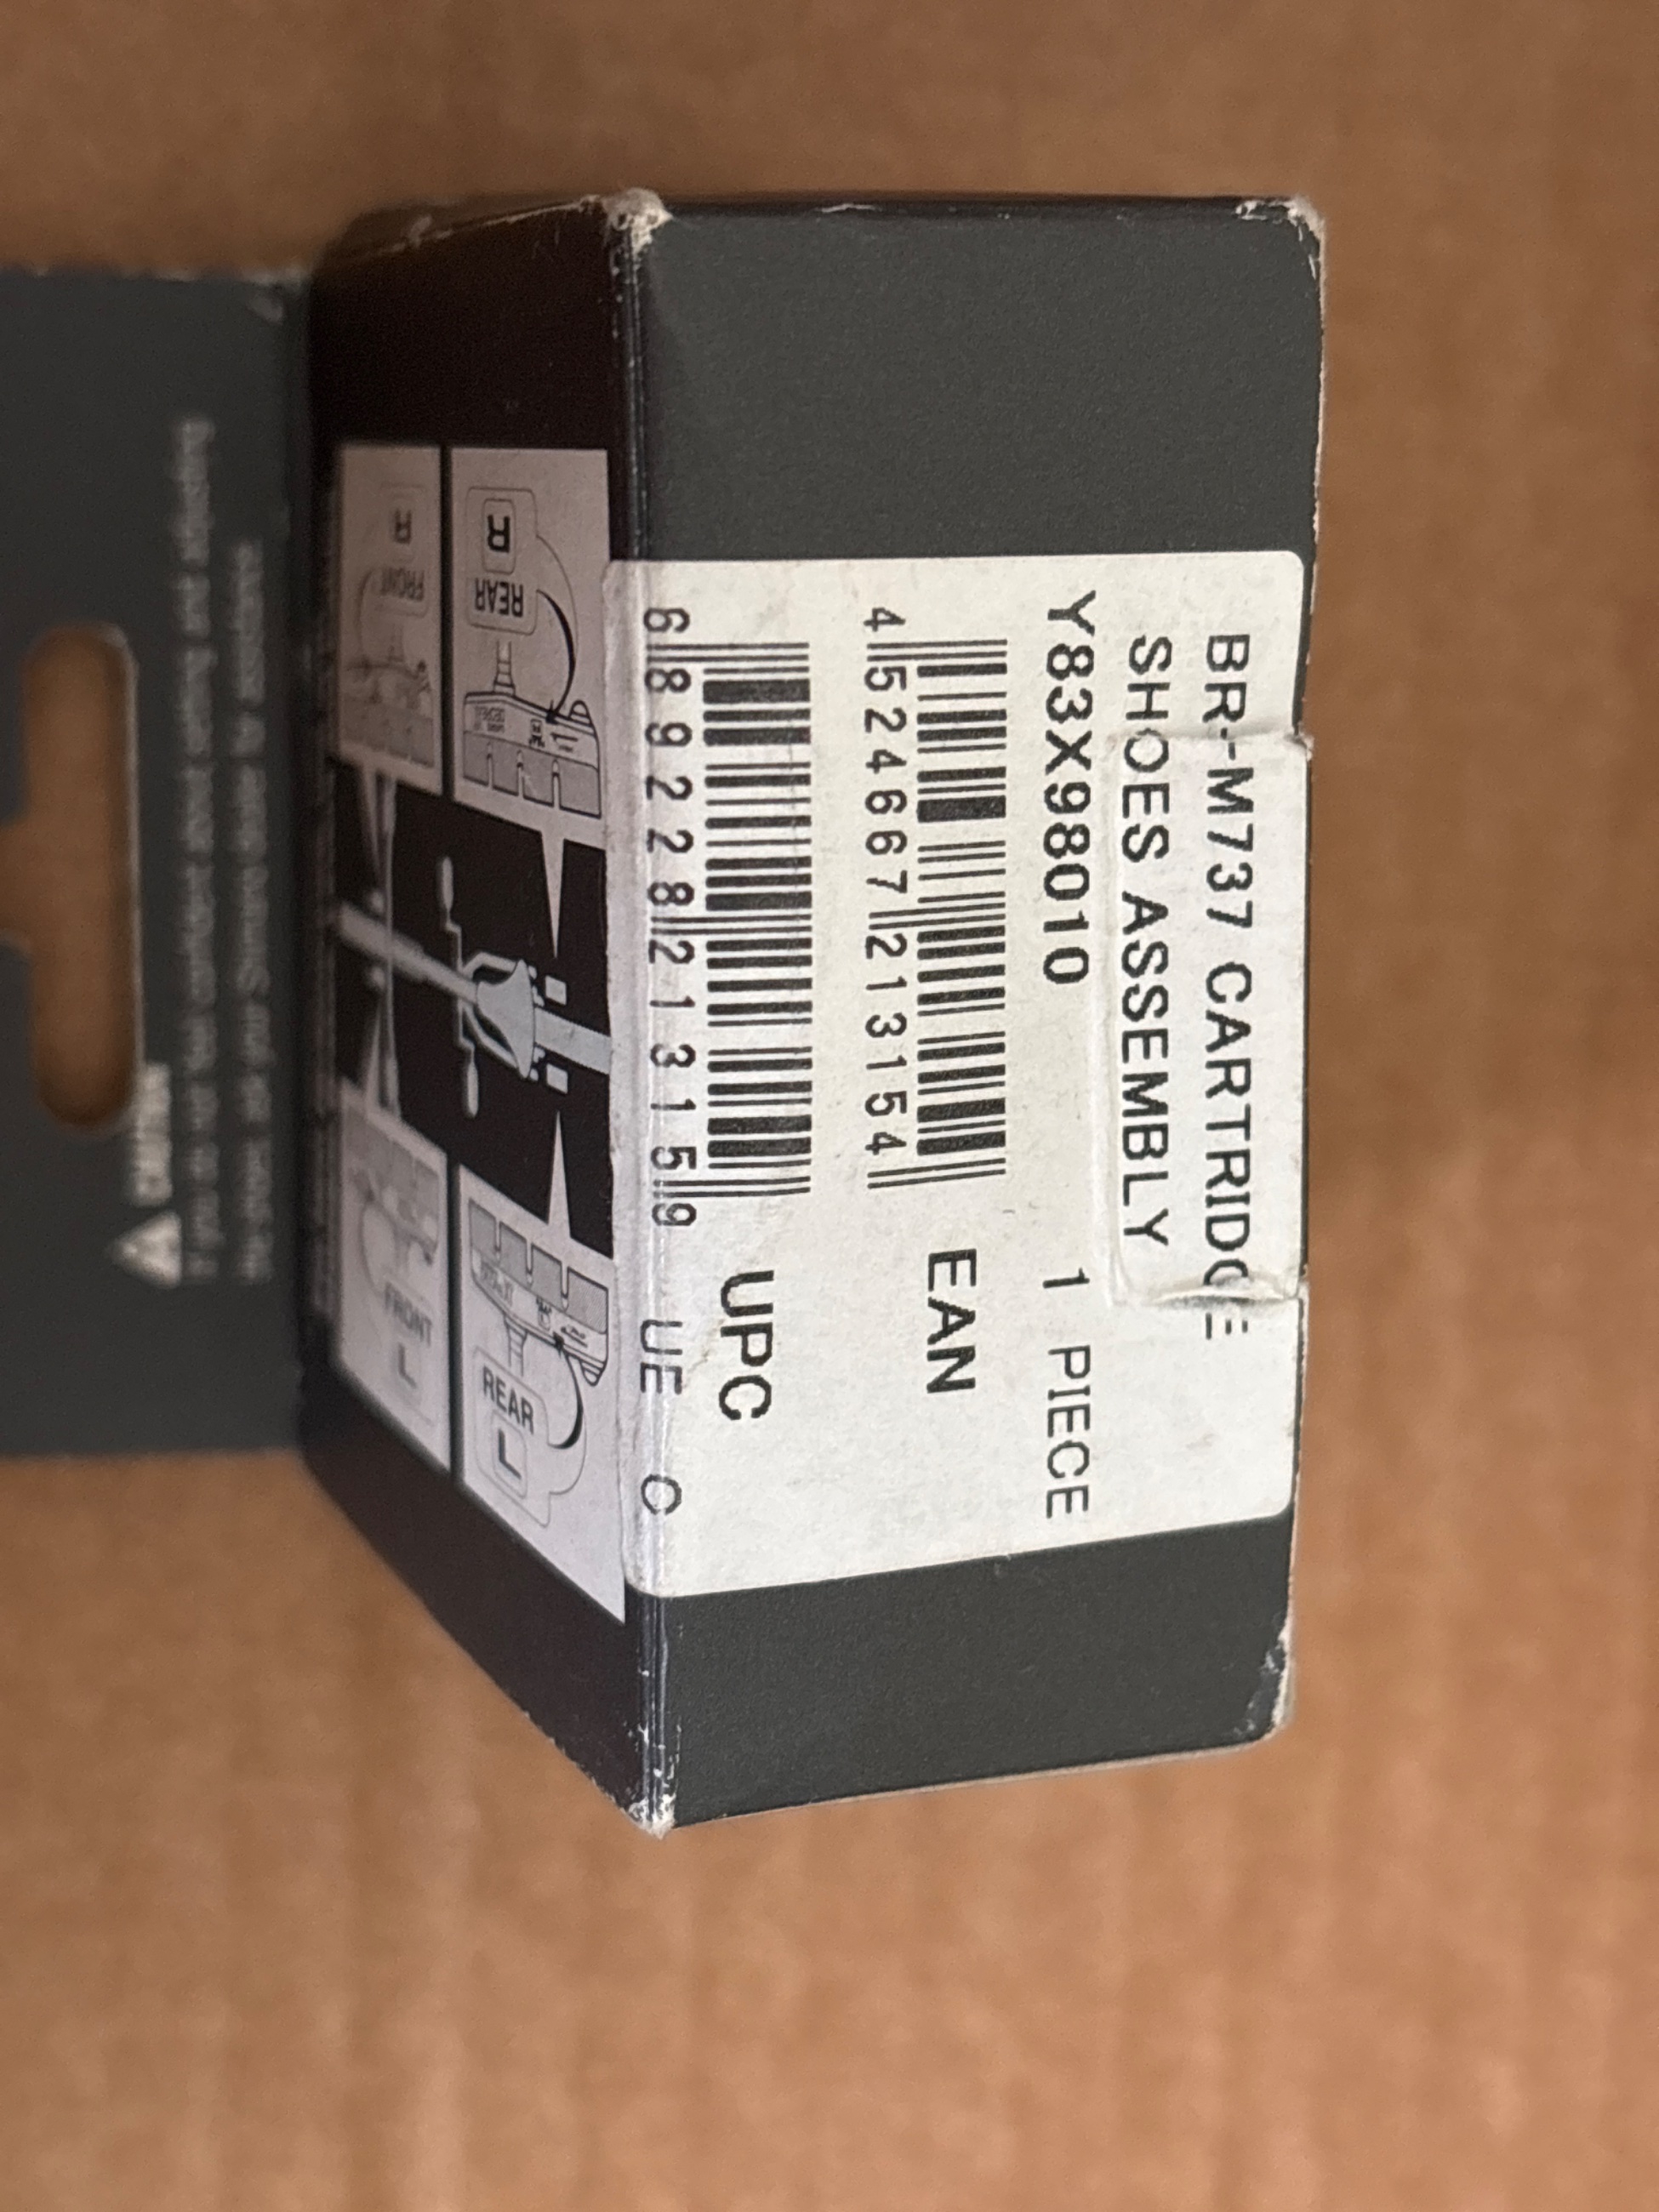 BR-M737 CARTRIDGE
SHOES ASSEMBLY
Y83X98010 1 PIECE
4 524667 213154 EAN
UPC
6 89228 21315 9 UE O
R
REAR
REAR
L
R
FRONT
FRONT
L